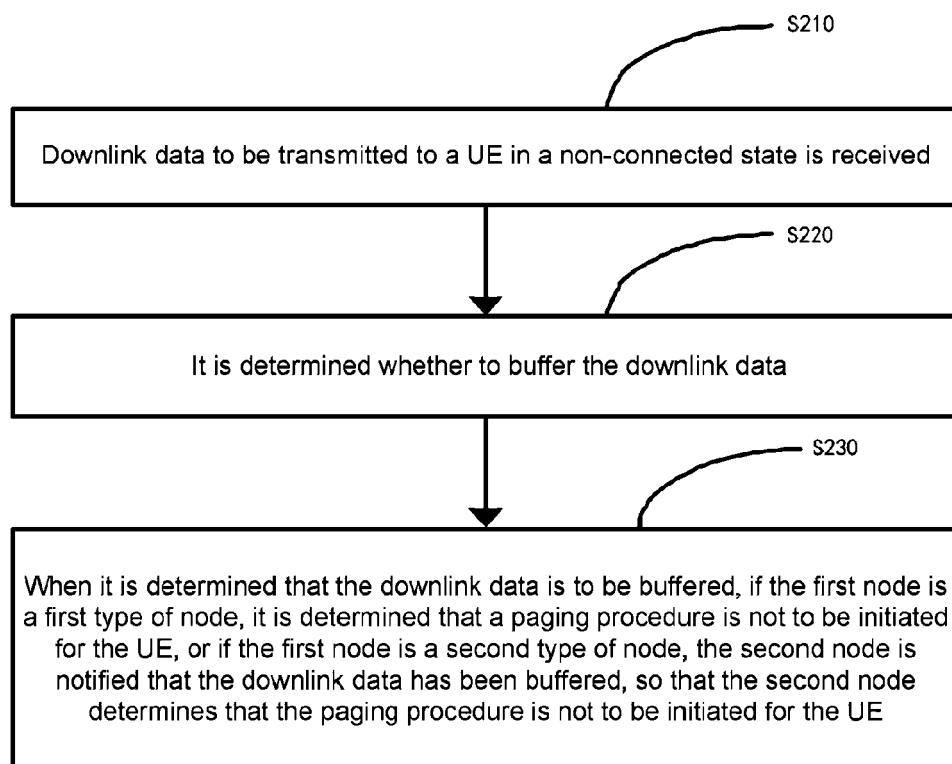 S210
Downlink data to be transmitted to a UE in a non-connected state is received
S220
It is determined whether to buffer the downlink data
S230
When it is determined that the downlink data is to be buffered, if the first node is
a first type of node, it is determined that a paging procedure is not to be initiated
for the UE, or if the first node is a second type of node, the second node is
notified that the downlink data has been buffered, so that the second node
determines that the paging procedure is not to be initiated for the UE